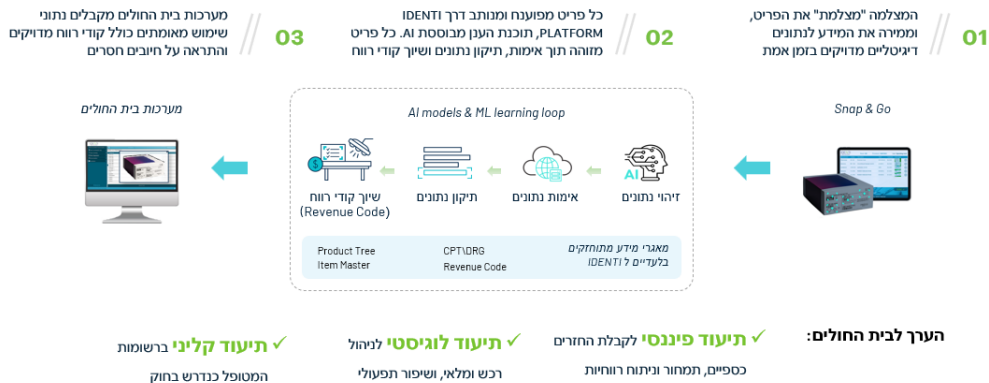 01
המצלמה "מצלמת" את הפריט,
וממירה את המידע לנתונים
דיגיטליים מדויקים בזמן אמת
02
כל פריט מפוענח ומנותב דרך IDENTI
PLATFORM, תוכנת הענן מבוססת AI. כל פריט
מזוהה תוך אימות, תיקון נתונים ושיוך קודי רווח
03
מערכות בית החולים מקבלים נתוני
שימוש מאומתים כולל קודי רווח מדויקים
והתראה על חיובים חסרים
Snap & Go
AI models & ML learning loop
מערכות בית החולים
AI
זיהוי נתונים
אימות נתונים
תיקון נתונים
שיוך קודי רווח
(Revenue Code)
מאגרי מידע מתוחזקים
בלעדיים ל IDENTI
CPT\DRG
Revenue Code
Product Tree
Item Master
הערך לבית החולים:
✓ תיעוד פיננסי לקבלת החזרים
כספיים, תמחור וניתוח רווחיות
✓ תיעוד לוגיסטי לניהול
רכש ומלאי, ושיפור תפעולי
✓ תיעוד קליני ברשומות
המטופל כנדרש בחוק